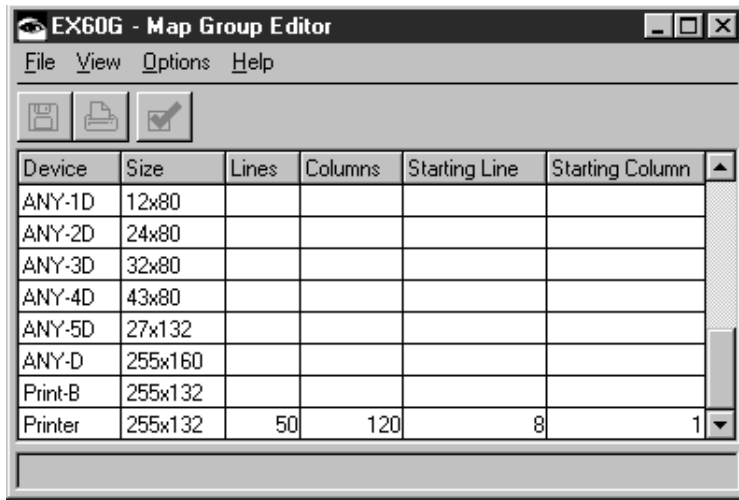 EX60G - Map Group Editor
File View Options Help
Device Size Lines Columns Starting Line Starting Column
ANY-1D 12x80
ANY-2D 24x80
ANY-3D 32x80
ANY-4D 43x80
ANY-5D 27x132
ANY-D 255x160
Print-B 255x132
Printer 255x132 50 120 8 1